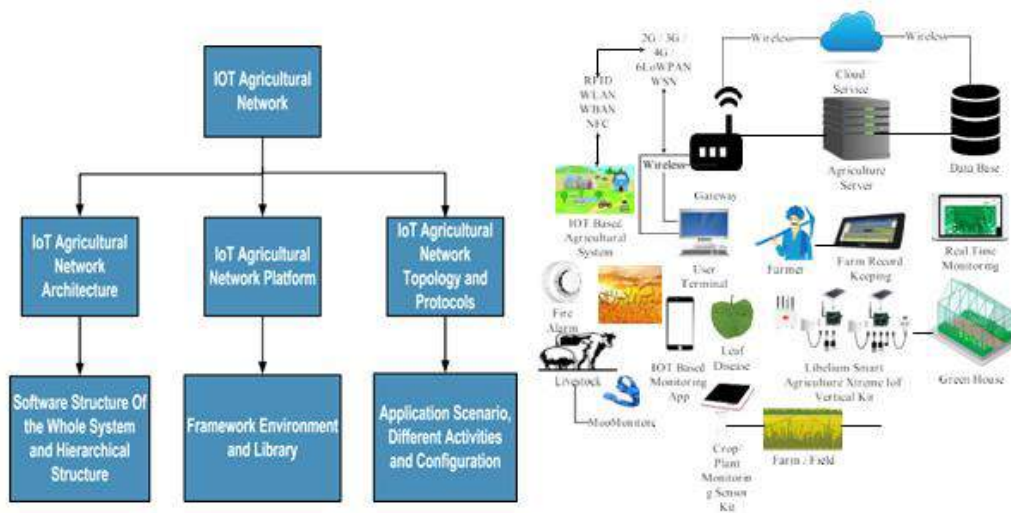 IOT Agricultural
Network
IoT Agricultural
Network
Architecture
IoT Agricultural
Network Platform
IoT Agricultural
Network
Topology and
Protocols
Software Structure Of
the Whole System
and Hierarchical
Structure
Framework Environment
and Library
Application Scenario,
Different Activities
and Configuration
2G / 3G /
4G /
6LoWPAN
WSN
RFID
WLAN
WBAN
NFC
Wireless
Wireless
Cloud
Service
Wireless
Gateway
Agriculture
Server
Data Base
IOT Based
Agricultural
System
User
Terminal
Farmer
Farm Record
Keeping
Real Time
Monitoring
Fire
Alarm
Livestock
IOT Based
Monitoring
App
Leaf
Disease
Libelium Smart
Agriculture Xtreme IoT
Vertical Kit
Green House
MooMonitor
Crop/
Plant
Monitorin
g Sensor
Kit
Farm / Field